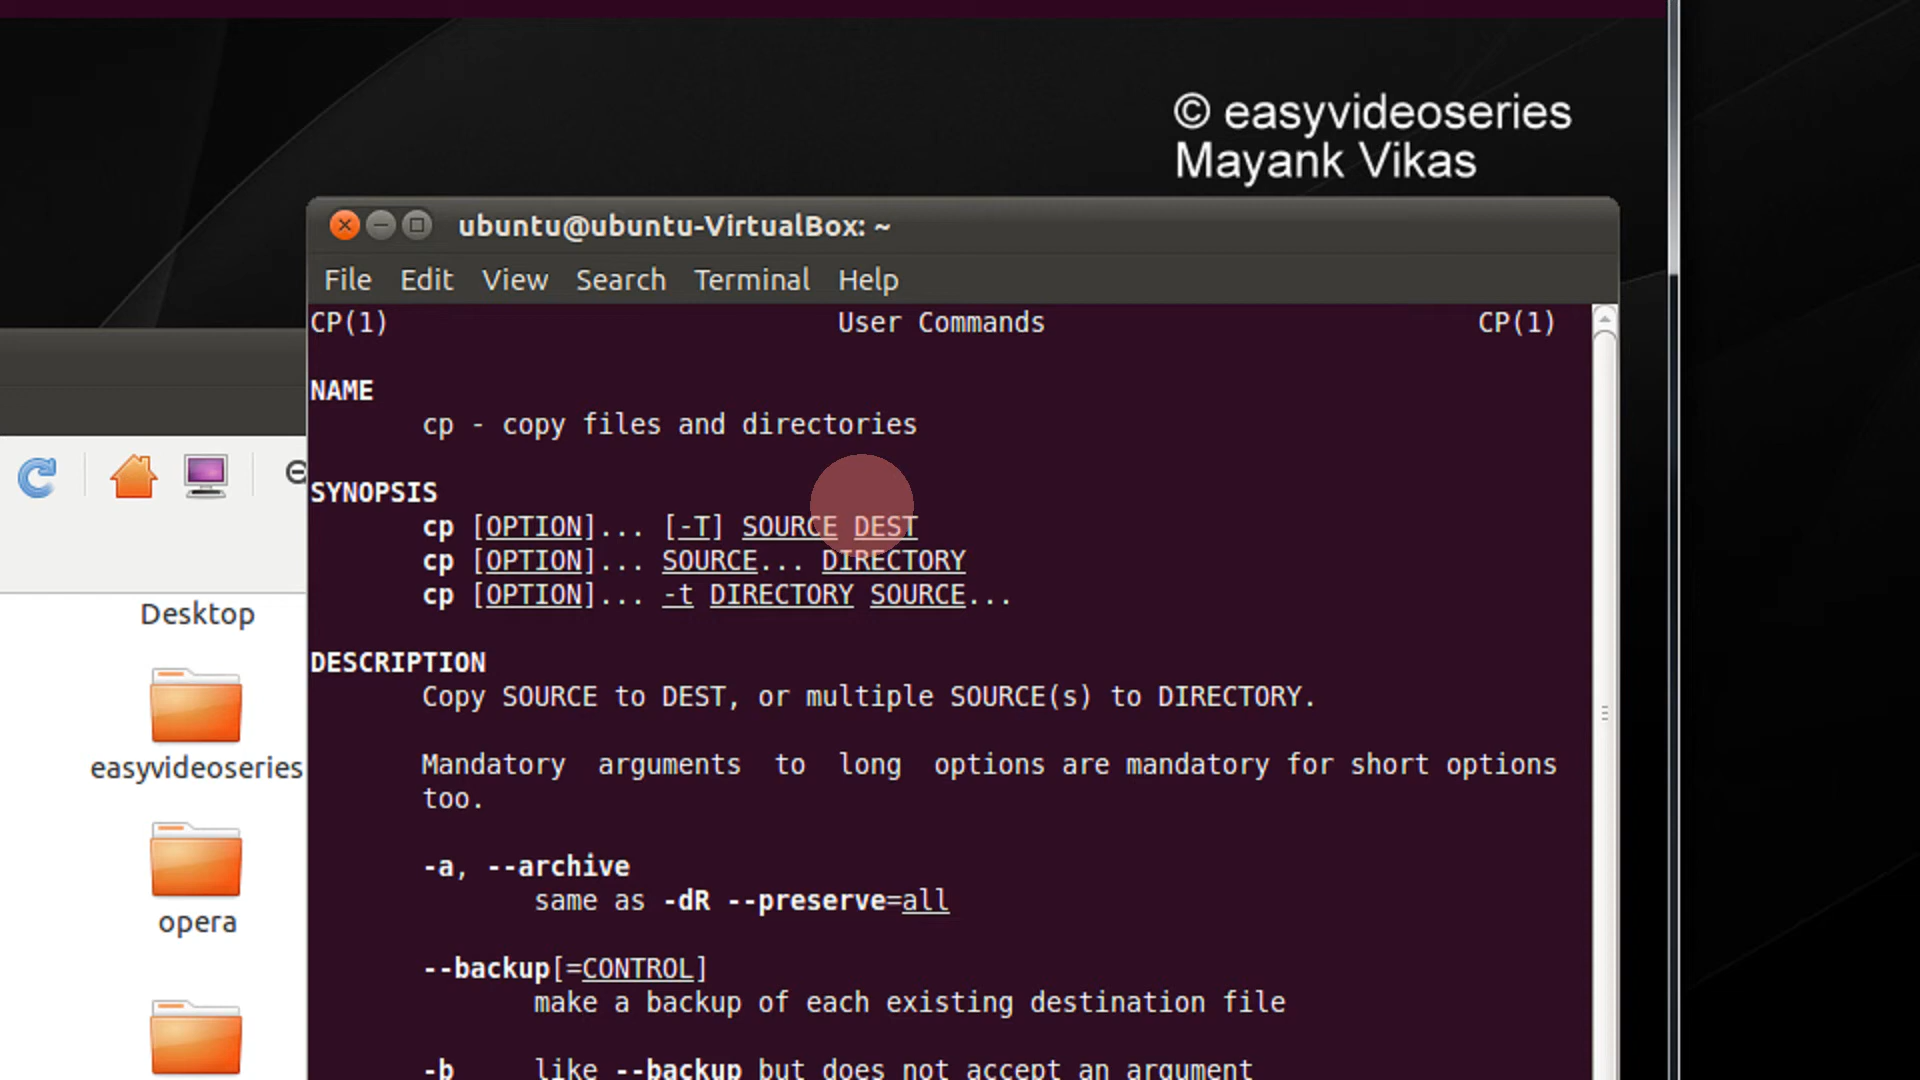 © easyvideoseries
Mayank Vikas
ubuntu@ubuntu-VirtualBox: ~
File Edit View Search Terminal Help
CP(1) User Commands CP(1)
NAME
cp - copy files and directories
SYNOPSIS
cp [OPTION]... [-T] SOURCE DEST
cp [OPTION]... SOURCE... DIRECTORY
cp [OPTION]... -t DIRECTORY SOURCE...
DESCRIPTION
Copy SOURCE to DEST, or multiple SOURCE(s) to DIRECTORY.
Mandatory arguments to long options are mandatory for short options
too.
-a, --archive
same as -dR --preserve=all
--backup[=CONTROL]
make a backup of each existing destination file
-b like --backup but does not accept an argument
Desktop
easyvideoseries
opera